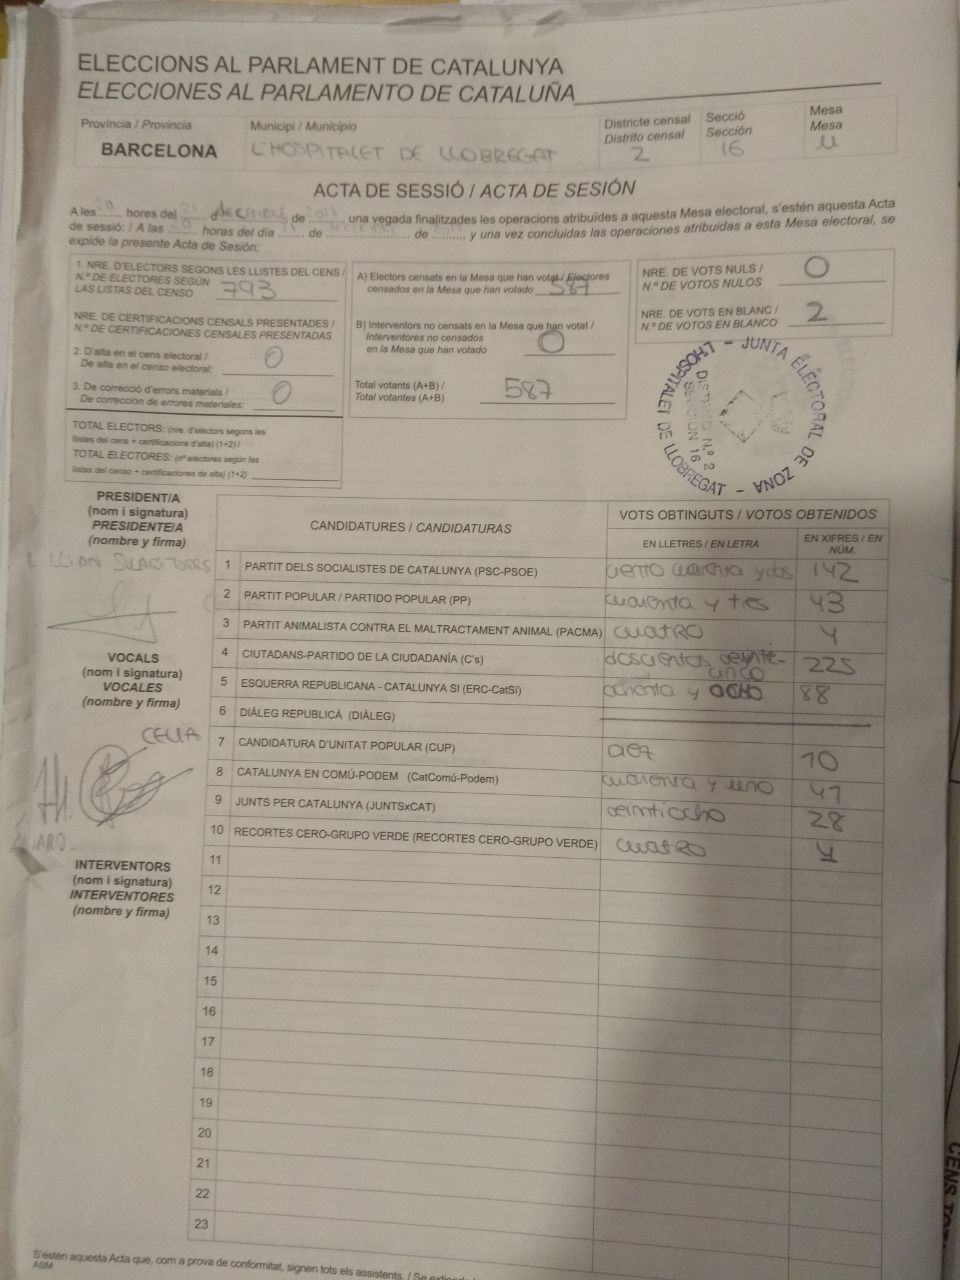 ELECCIONS AL PARLAMENT DE CATALUNYA
ELECCIONES AL PARLAMENTO DE CATALUÑA
Província / Provincia
BARCELONA
Municipi / Municipio
L'HOSPITALET DE LLOBREGAT
Districte censal
Distrito censal
2
Secció
Sección
16
Mesa
Mesa
U
ACTA DE SESSIÓ / ACTA DE SESIÓN
A les 20 hores del 21 d DECEMBRE de 2017, una vegada finalitzades les operacions atribuïdes a aquesta Mesa electoral, s'estén aquesta Acta
de sessió: / A las 20 horas del día de de , y una vez concluidas las operaciones atribuidas a esta Mesa electoral, se
expide la presente Acta de Sesión:
1. NRE. D'ELECTORS SEGONS LES LLISTES DEL CENS /
N.º DE ELECTORES SEGÚN
LAS LISTAS DEL CENSO 793
NRE. DE CERTIFICACIONS CENSALS PRESENTADES /
N.º DE CERTIFICACIONES CENSALES PRESENTADAS
2. D'alta en el cens electoral /
De alta en el censo electoral: 0
3. De correcció d'errors materials /
De corrección de errores materiales: 0
TOTAL ELECTORS: (nre. d'electors segons les
llistes del cens + certificacions d'alta) (1+2) /
TOTAL ELECTORES: (nº electores según las
listas del censo + certificaciones de alta) (1+2)
A) Electors censats en la Mesa que han votat / Electores
censados en la Mesa que han votado 587
B) Interventors no censats en la Mesa que han votat /
Interventores no censados
en la Mesa que han votado 0
Total votants (A+B) /
Total votantes (A+B) 587
NRE. DE VOTS NULS /
N.º DE VOTOS NULOS 0
NRE. DE VOTS EN BLANC /
N.º DE VOTOS EN BLANCO 2
JUNTA ELECTORAL DE ZONA - L'HOSPITALET DE LLOBREGAT -
DISTRITO N.º 2
SECCION 16
PRESIDENT/A
(nom i signatura)
PRESIDENTE/A
(nombre y firma)
VOCALS
(nom i signatura)
VOCALES
(nombre y firma)
CELIA
INTERVENTORS
(nom i signatura)
INTERVENTORES
(nombre y firma)
CANDIDATURES / CANDIDATURAS
VOTS OBTINGUTS / VOTOS OBTENIDOS
EN LLETRES / EN LETRA
EN XIFRES / EN NÚM.
1 PARTIT DELS SOCIALISTES DE CATALUNYA (PSC-PSOE) ciento cuarenta y dos 142
2 PARTIT POPULAR / PARTIDO POPULAR (PP) cuarenta y tres 43
3 PARTIT ANIMALISTA CONTRA EL MALTRACTAMENT ANIMAL (PACMA) cuatro 4
4 CIUTADANS-PARTIDO DE LA CIUDADANÍA (C's) doscientos veinte-cinco 225
5 ESQUERRA REPUBLICANA - CATALUNYA SI (ERC-CatSí) ochenta y OCHO 88
6 DIÀLEG REPUBLICÀ (DIÀLEG)
7 CANDIDATURA D'UNITAT POPULAR (CUP) diez 10
8 CATALUNYA EN COMÚ-PODEM (CatComú-Podem) cuarenta y uno 41
9 JUNTS PER CATALUNYA (JUNTSxCAT) veintiocho 28
10 RECORTES CERO-GRUPO VERDE (RECORTES CERO-GRUPO VERDE) cuatro 4
11
12
13
14
15
16
17
18
19
20
21
22
23
S'estén aquesta Acta que, com a prova de conformitat, signen tots els assistents. / Se extiende
ASM